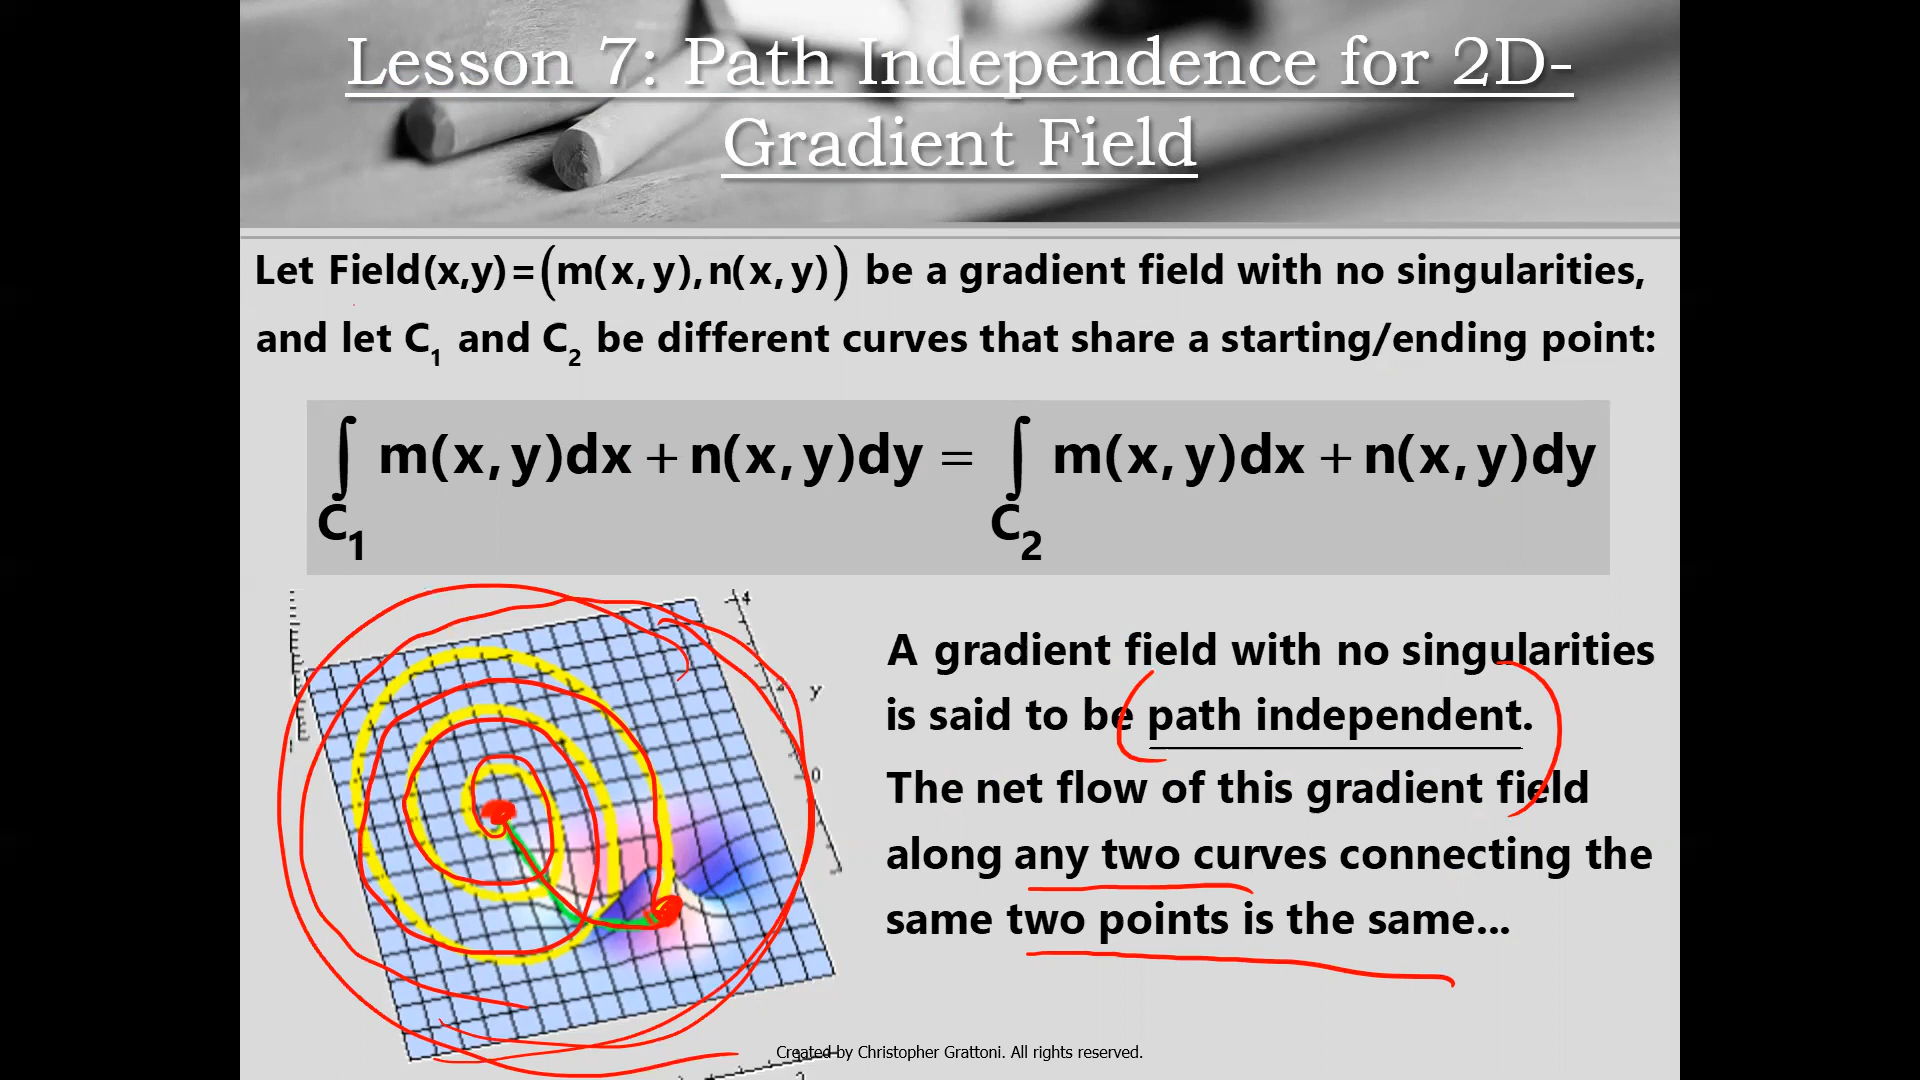 Lesson 7: Path Independence for 2D-
Gradient Field
Let Field(x,y)=(m(x,y),n(x,y)) be a gradient field with no singularities,
and let C₁ and C₂ be different curves that share a starting/ending point:
∫ m(x,y)dx + n(x,y)dy = ∫ m(x,y)dx + n(x,y)dy
C₁ C₂
4
2
y
0
A gradient field with no singularities
is said to be path independent.
The net flow of this gradient field
along any two curves connecting the
same two points is the same...
Created by Christopher Grattoni. All rights reserved.